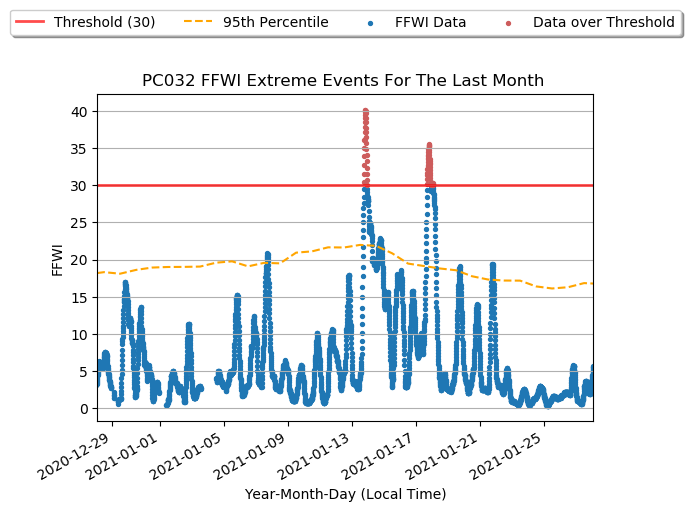 Threshold (30) 95th Percentile FFWI Data Data over Threshold
PC032 FFWI Extreme Events For The Last Month
40
35
30
25
20
15
10
5
0
FFWI
2020-12-29 2021-01-01 2021-01-05 2021-01-09 2021-01-13 2021-01-17 2021-01-21 2021-01-25
Year-Month-Day (Local Time)